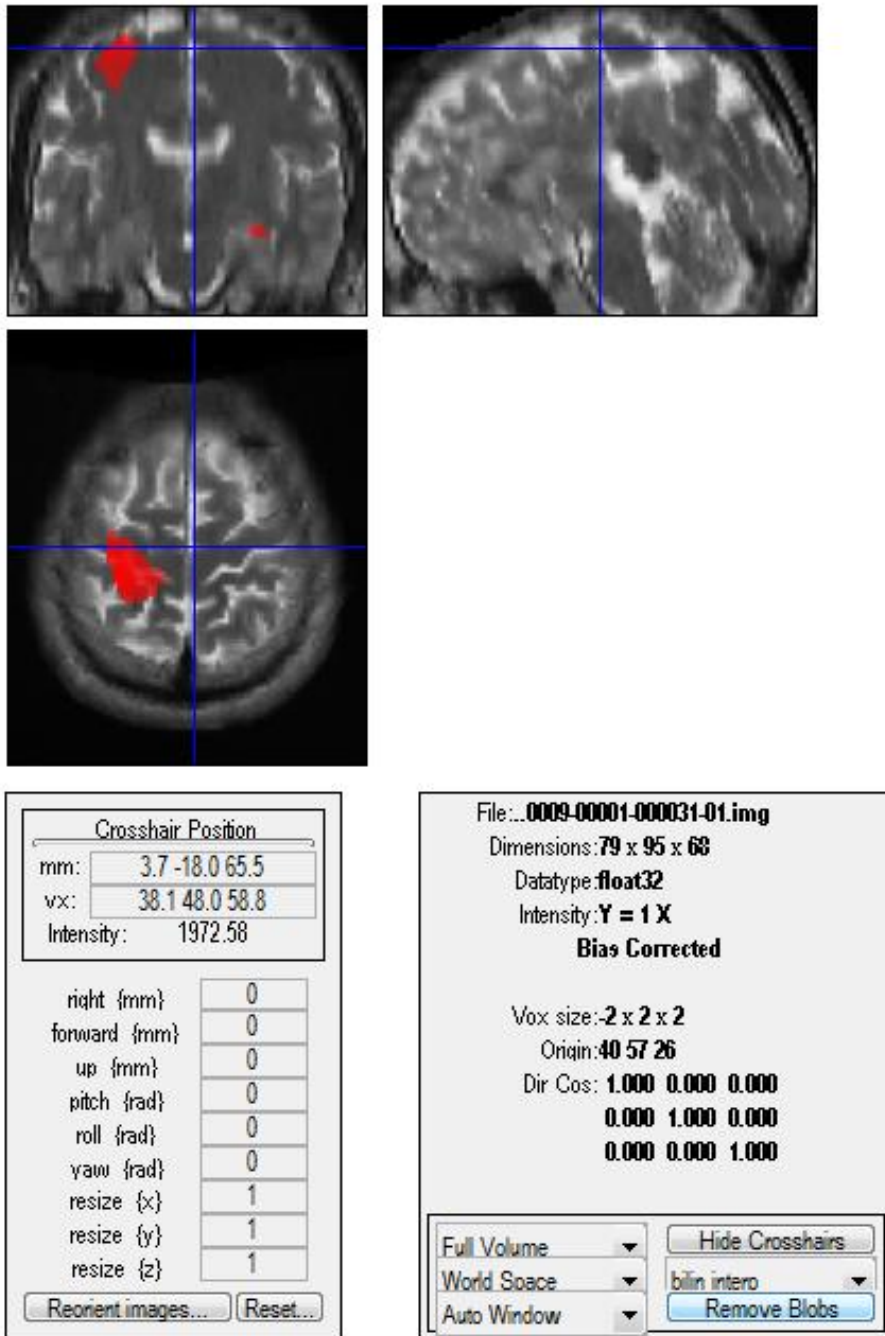 Crosshair Position
mm: 3.7 -18.0 65.5
vx: 38.1 48.0 58.8
Intensity: 1972.58
right {mm} 0
forward {mm} 0
up {mm} 0
pitch {rad} 0
roll {rad} 0
yaw {rad} 0
resize {x} 1
resize {y} 1
resize {z} 1
Reorient images... Reset...
File:...0009-00001-000031-01.img
Dimensions:79 x 95 x 68
Datatype:float32
Intensity:Y = 1 X
Bias Corrected
Vox size:-2 x 2 x 2
Origin:40 57 26
Dir Cos: 1.000 0.000 0.000
0.000 1.000 0.000
0.000 0.000 1.000
Full Volume Hide Crosshairs
World Space bilin interp
Auto Window Remove Blobs